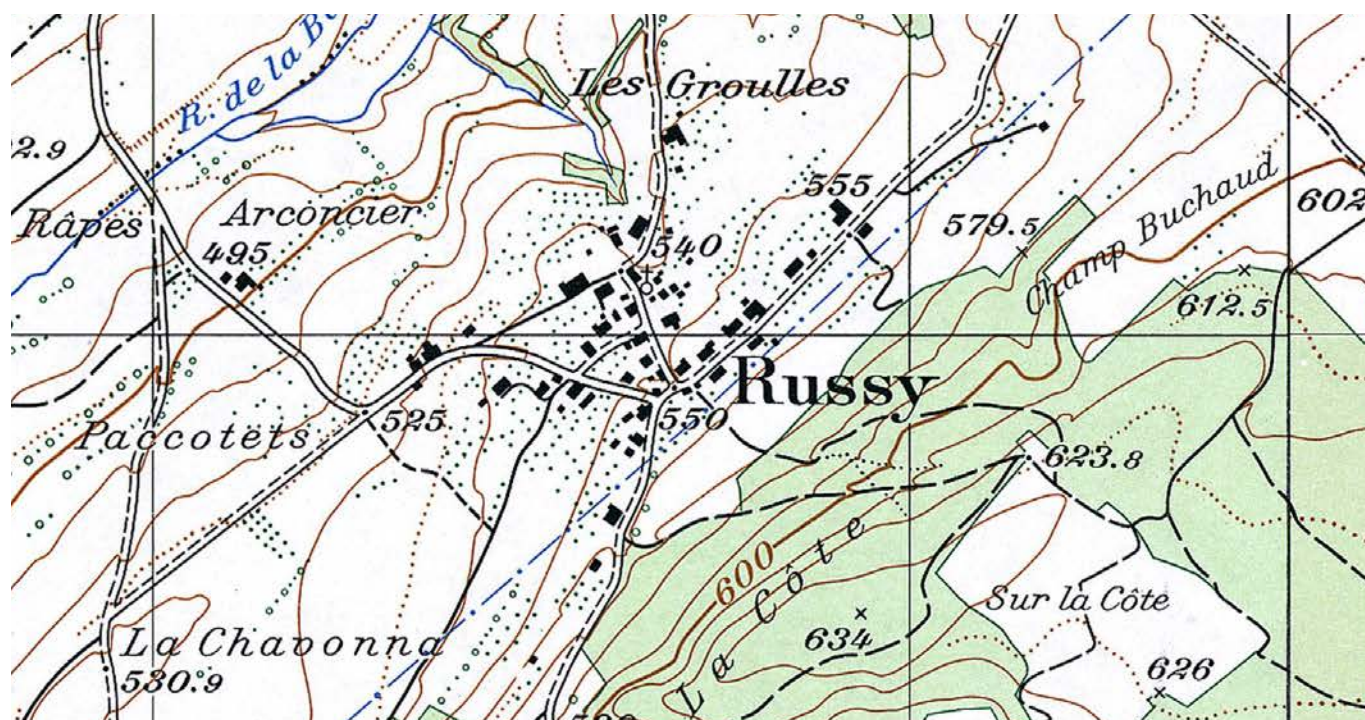 R. de la
Les Groulles
2.9
555
Râpes
Arconcier
579.5
Champ Buchaud
602
495
540
612.5
Russy
Paccotets
525
550
623.8
600
La Côte
Sur la Côte
634
La Chavonna
626
530.9